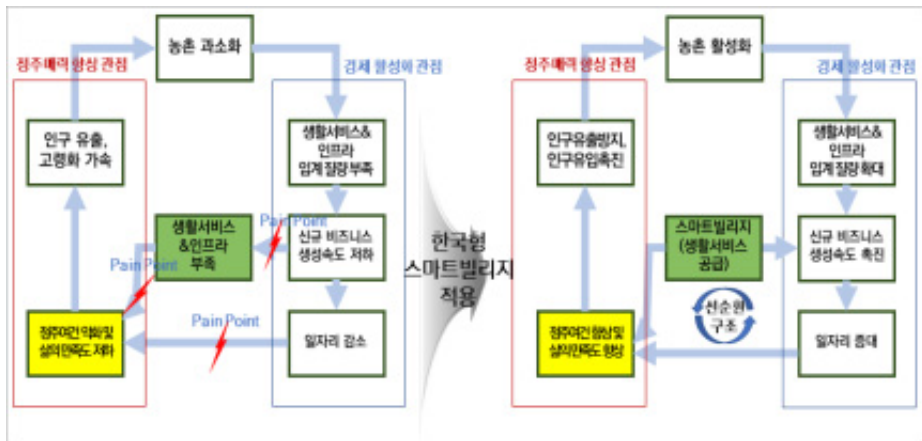 농촌 과소화
정주매력 향상 관점
경제 활성화 관점
인구 유출,
고령화 가속
생활서비스&
인프라
임계 질량 부족
Pain Point
생활서비스
&인프라
부족
Pain Point
신규 비즈니스
생성속도 저하
정주여건 악화 및
삶의 만족도 저하
Pain Point
일자리 감소
한국형
스마트빌리지
적용
농촌 활성화
정주매력 향상 관점
경제 활성화 관점
인구유출방지,
인구유입촉진
생활서비스&
인프라
임계 질량 확대
스마트빌리지
(생활서비스
공급)
신규 비즈니스
생성속도 촉진
선순환
구조
정주여건 향상 및
삶의 만족도 향상
일자리 증대